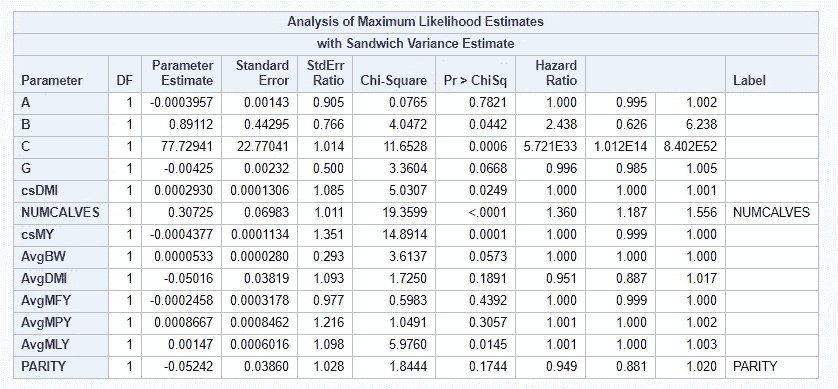 Analysis of Maximum Likelihood Estimates
with Sandwich Variance Estimate
Parameter DF Parameter Estimate Standard Error StdErr Ratio Chi-Square Pr > ChiSq Hazard Ratio Label
A 1 -0.0003957 0.00143 0.905 0.0765 0.7821 1.000 0.995 1.002
B 1 0.89112 0.44295 0.766 4.0472 0.0442 2.438 0.626 6.238
C 1 77.72941 22.77041 1.014 11.6528 0.0006 5.721E33 1.012E14 8.402E52
G 1 -0.00425 0.00232 0.500 3.3604 0.0668 0.996 0.985 1.005
csDMI 1 0.0002930 0.0001306 1.085 5.0307 0.0249 1.000 1.000 1.001
NUMCALVES 1 0.30725 0.06983 1.011 19.3599 <.0001 1.360 1.187 1.556 NUMCALVES
csMY 1 -0.0004377 0.0001134 1.351 14.8914 0.0001 1.000 0.999 1.000
AvgBW 1 0.0000533 0.0000280 0.293 3.6137 0.0573 1.000 1.000 1.000
AvgDMI 1 -0.05016 0.03819 1.093 1.7250 0.1891 0.951 0.887 1.017
AvgMFY 1 -0.0002458 0.0003178 0.977 0.5983 0.4392 1.000 0.999 1.000
AvgMPY 1 0.0008667 0.0008462 1.216 1.0491 0.3057 1.001 1.000 1.002
AvgMLY 1 0.00147 0.0006016 1.098 5.9760 0.0145 1.001 1.000 1.003
PARITY 1 -0.05242 0.03860 1.028 1.8444 0.1744 0.949 0.881 1.020 PARITY